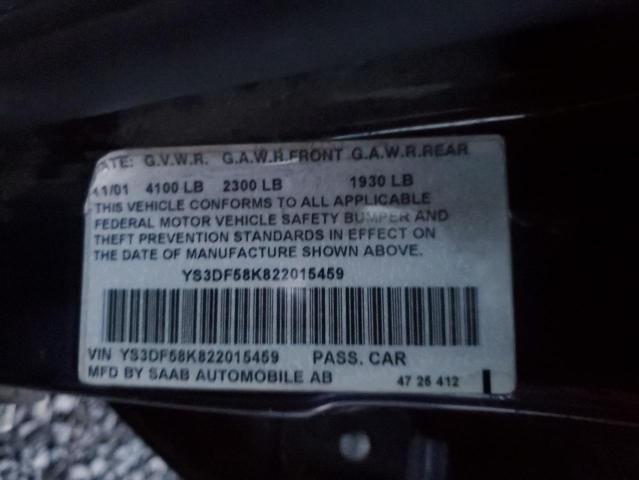 G.V.W.R. G.A.W.R.FRONT G.A.W.R.REAR
11/01 4100 LB 2300 LB 1930 LB
THIS VEHICLE CONFORMS TO ALL APPLICABLE
FEDERAL MOTOR VEHICLE SAFETY BUMPER AND
THEFT PREVENTION STANDARDS IN EFFECT ON
THE DATE OF MANUFACTURE SHOWN ABOVE.
YS3DF58K822015459
VIN YS3DF58K822015459 PASS. CAR
MFD BY SAAB AUTOMOBILE AB 47 26 412